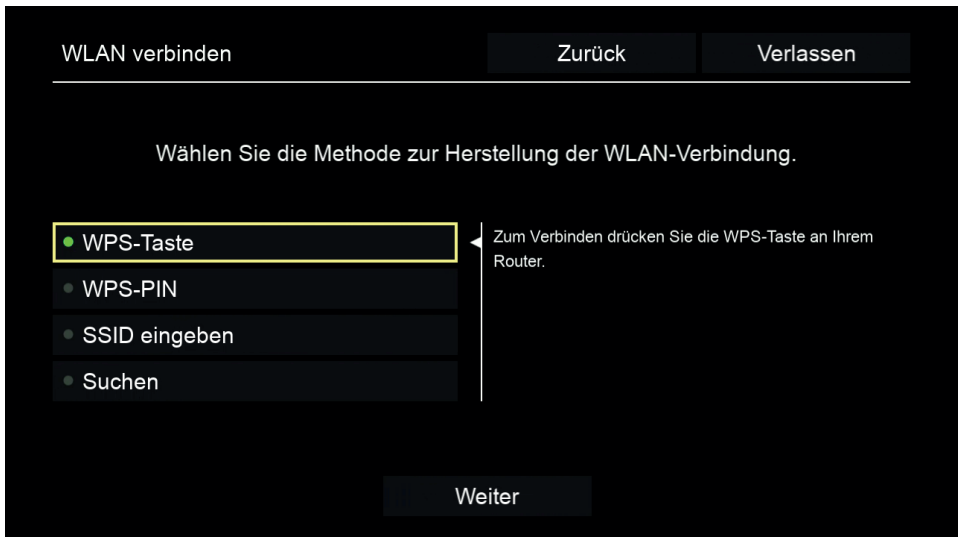 WLAN verbinden
Zurück
Verlassen
Wählen Sie die Methode zur Herstellung der WLAN-Verbindung.
WPS-Taste
WPS-PIN
SSID eingeben
Suchen
Zum Verbinden drücken Sie die WPS-Taste an Ihrem
Router.
Weiter